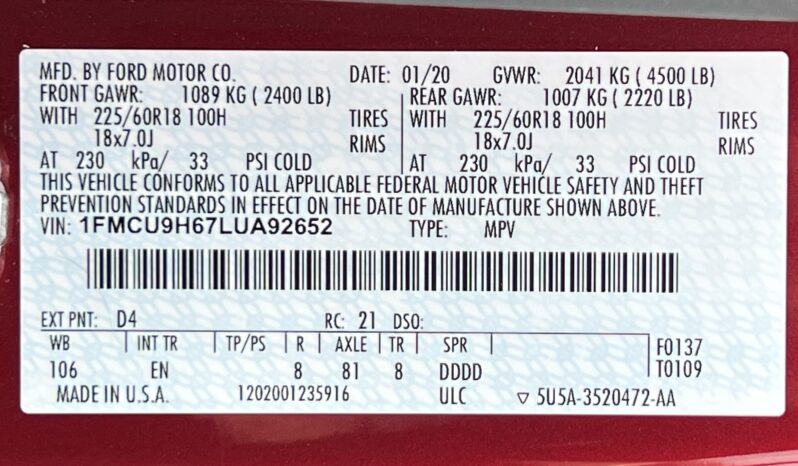 MFD. BY FORD MOTOR CO. DATE: 01/20 GVWR: 2041 KG ( 4500 LB)
FRONT GAWR: 1089 KG ( 2400 LB) REAR GAWR: 1007 KG ( 2220 LB)
WITH 225/60R18 100H TIRES WITH 225/60R18 100H TIRES
18x7.0J RIMS 18x7.0J RIMS
AT 230 kPa/ 33 PSI COLD AT 230 kPa/ 33 PSI COLD
THIS VEHICLE CONFORMS TO ALL APPLICABLE FEDERAL MOTOR VEHICLE SAFETY AND THEFT
PREVENTION STANDARDS IN EFFECT ON THE DATE OF MANUFACTURE SHOWN ABOVE.
VIN: 1FMCU9H67LUA92652 TYPE: MPV
EXT PNT: D4 RC: 21 DSO:
WB | INT TR | TP/PS | R | AXLE | TR | SPR F0137
106 EN 8 81 8 DDDD T0109
MADE IN U.S.A. 1202001235916 ULC ▽ 5U5A-3520472-AA